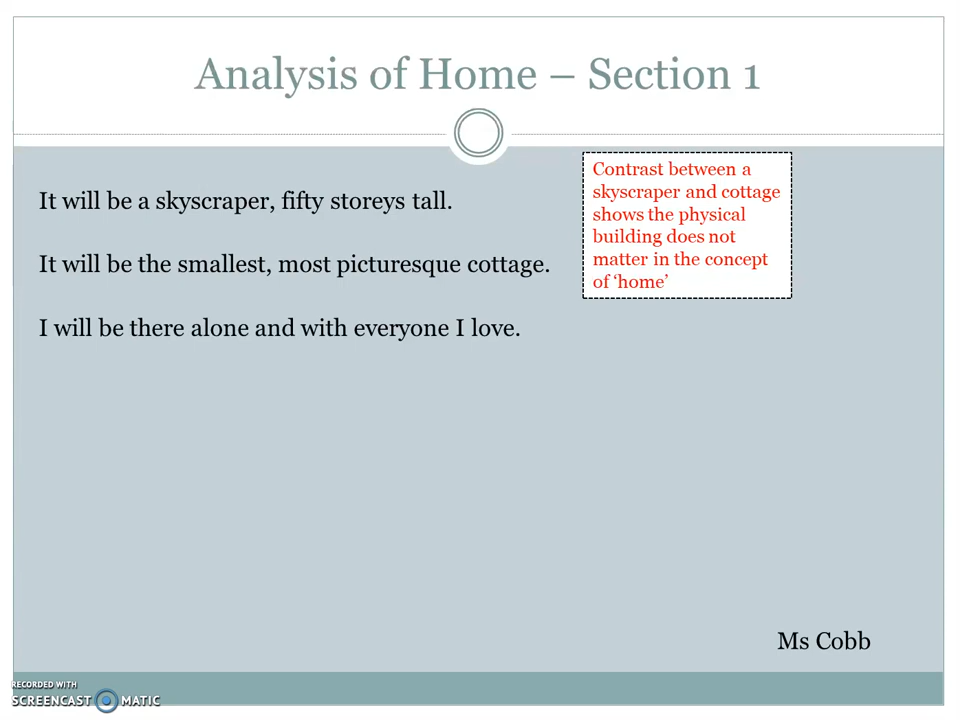 Analysis of Home – Section 1
It will be a skyscraper, fifty storeys tall.
It will be the smallest, most picturesque cottage.
I will be there alone and with everyone I love.
Contrast between a
skyscraper and cottage
shows the physical
building does not
matter in the concept
of ‘home’
Ms Cobb
RECORDED WITH
SCREENCAST MATIC